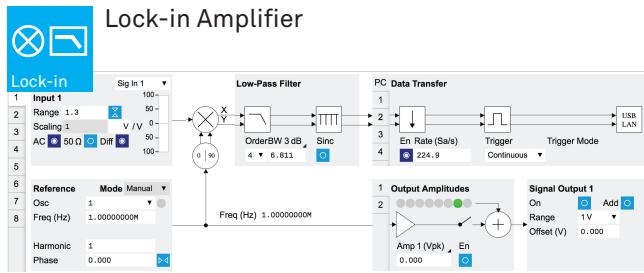 Lock-in Amplifier
Lock-in
Sig In 1 ▼
Low-Pass Filter
PC Data Transfer
1 2 3 4 5 6 7 8
Input 1
Range 1.3
Scaling 1 V / V
AC 50 Ω Diff
100 -
50 -
0 -
50 -
100 -
X
Y
0 90
Order BW 3 dB
4 ▼ 6.811
Sinc
1
2
3
4
En Rate (Sa/s)
224.9
Trigger
Continuous ▼
Trigger Mode
USB
LAN
Reference Mode Manual ▼
Osc 1 ▼
Freq (Hz) 1.00000000M
Harmonic 1
Phase 0.000
Freq (Hz) 1.00000000M
1
2
Output Amplitudes
Amp 1 (Vpk) En
0.000
Signal Output 1
On Add
Range 1 V ▼
Offset (V) 0.000